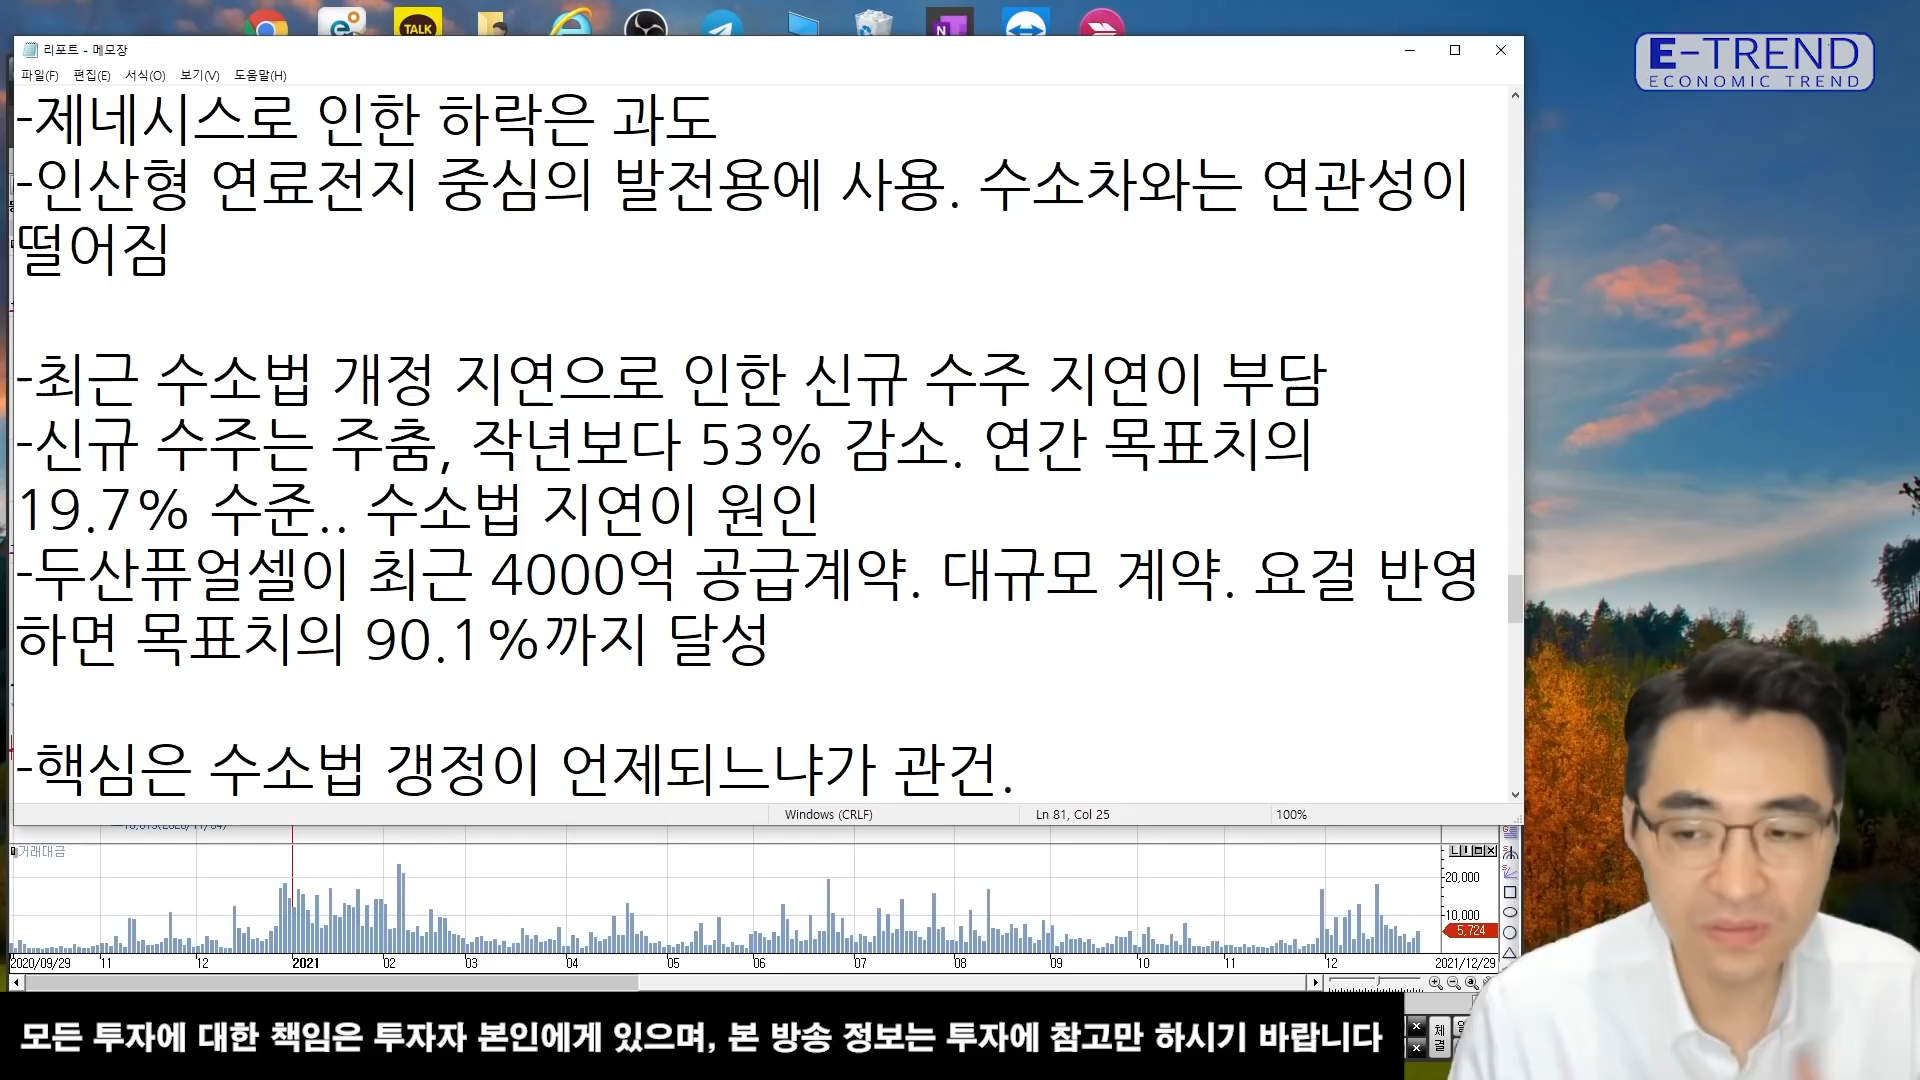 TALK
리포트 - 메모장
E-TREND
ECONOMIC TREND
파일(F) 편집(E) 서식(O) 보기(V) 도움말(H)
-제네시스로 인한 하락은 과도
-인산형 연료전지 중심의 발전용에 사용. 수소차와는 연관성이
떨어짐
-최근 수소법 개정 지연으로 인한 신규 수주 지연이 부담
-신규 수주는 주춤, 작년보다 53% 감소. 연간 목표치의
19.7% 수준.. 수소법 지연이 원인
-두산퓨얼셀이 최근 4000억 공급계약. 대규모 계약. 요걸 반영
하면 목표치의 90.1%까지 달성
-핵심은 수소법 갱정이 언제되느냐가 관건.
Windows (CRLF) Ln 81, Col 25 100%
거래대금
20,000
10,000
5,724
2020/09/29 11 12 2021 02 03 04 05 06 07 08 09 10 11 12 2021/12/29
체결
모든 투자에 대한 책임은 투자자 본인에게 있으며, 본 방송 정보는 투자에 참고만 하시기 바랍니다